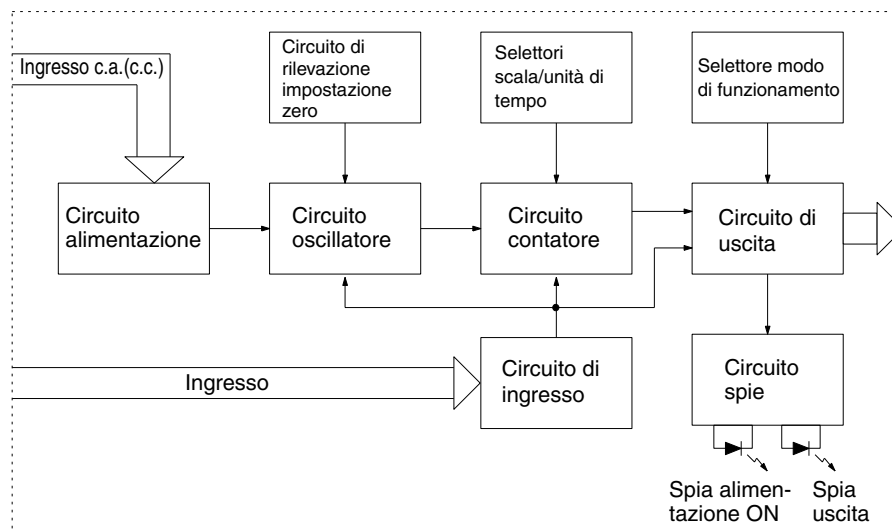 Ingresso c.a.(c.c.)
Circuito di
rilevazione
impostazione
zero
Selettori
scala/unità di
tempo
Selettore modo
di funzionamento
Circuito
alimentazione
Circuito
oscillatore
Circuito
contatore
Circuito di
uscita
Ingresso
Circuito di
ingresso
Circuito
spie
Spia alimen-
tazione ON
Spia
uscita